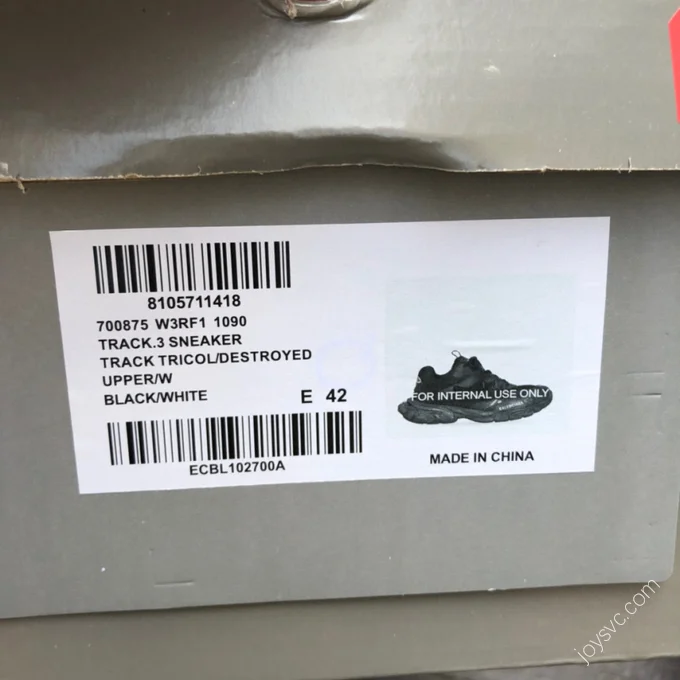 8105711418
700875 W3RF1 1090
TRACK.3 SNEAKER
TRACK TRICOL/DESTROYED
UPPER/W
BLACK/WHITE E 42
ECBL102700A
FOR INTERNAL USE ONLY
MADE IN CHINA
joysvc.com